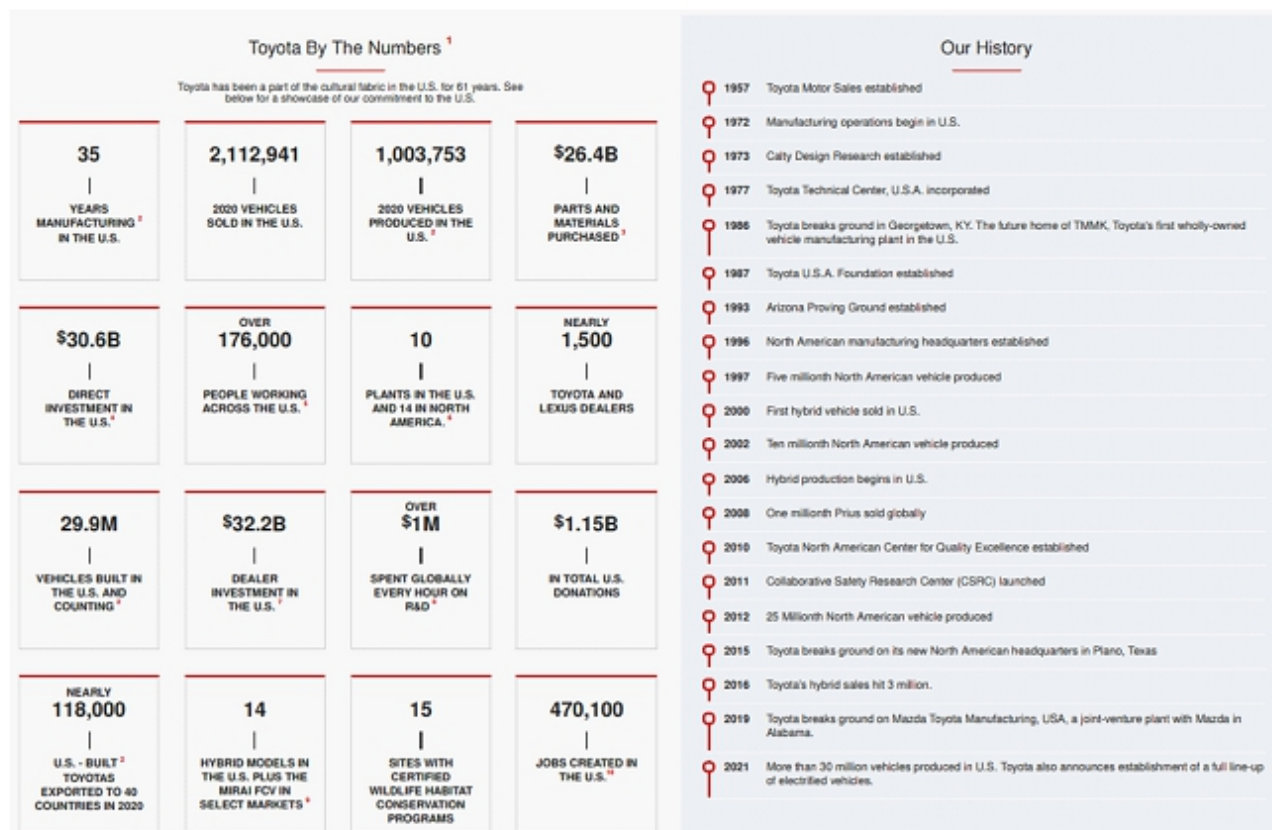 Toyota By The Numbers 1
Toyota has been a part of the cultural fabric in the U.S. for 61 years. See
below for a showcase of our commitment to the U.S.
35
YEARS
MANUFACTURING 2
IN THE U.S.
2,112,941
2020 VEHICLES
SOLD IN THE U.S.
1,003,753
2020 VEHICLES
PRODUCED IN THE
U.S. 2
$26.4B
PARTS AND
MATERIALS
PURCHASED 3
$30.6B
DIRECT
INVESTMENT IN
THE U.S.
OVER
176,000
PEOPLE WORKING
ACROSS THE U.S.
10
PLANTS IN THE U.S.
AND 14 IN NORTH
AMERICA.
NEARLY
1,500
TOYOTA AND
LEXUS DEALERS
29.9M
VEHICLES BUILT IN
THE U.S. AND
COUNTING
$32.2B
DEALER
INVESTMENT IN
THE U.S. 7
OVER
$1M
SPENT GLOBALLY
EVERY HOUR ON
R&D
$1.15B
IN TOTAL U.S.
DONATIONS
NEARLY
118,000
U.S. - BUILT 2
TOYOTAS
EXPORTED TO 40
COUNTRIES IN 2020
14
HYBRID MODELS IN
THE U.S. PLUS THE
MIRAI FCV IN
SELECT MARKETS
15
SITES WITH
CERTIFIED
WILDLIFE HABITAT
CONSERVATION
PROGRAMS
470,100
JOBS CREATED IN
THE U.S. 10
Our History
1957 Toyota Motor Sales established
1972 Manufacturing operations begin in U.S.
1973 Calty Design Research established
1977 Toyota Technical Center, U.S.A. incorporated
1986 Toyota breaks ground in Georgetown, KY. The future home of TMMK, Toyota's first wholly-owned
vehicle manufacturing plant in the U.S.
1987 Toyota U.S.A. Foundation established
1993 Arizona Proving Ground established
1996 North American manufacturing headquarters established
1997 Five millionth North American vehicle produced
2000 First hybrid vehicle sold in U.S.
2002 Ten millionth North American vehicle produced
2006 Hybrid production begins in U.S.
2008 One million Prius sold globally
2010 Toyota North American Center for Quality Excellence established
2011 Collaborative Safety Research Center (CSRC) launched
2012 25 Millionth North American vehicle produced
2015 Toyota breaks ground on its new North American headquarters in Plano, Texas
2016 Toyota's hybrid sales hit 3 million.
2019 Toyota breaks ground on Mazda Toyota Manufacturing, USA, a joint-venture plant with Mazda in
Alabama.
2021 More than 30 million vehicles produced in U.S. Toyota also announces establishment of a full line-up
of electrified vehicles.